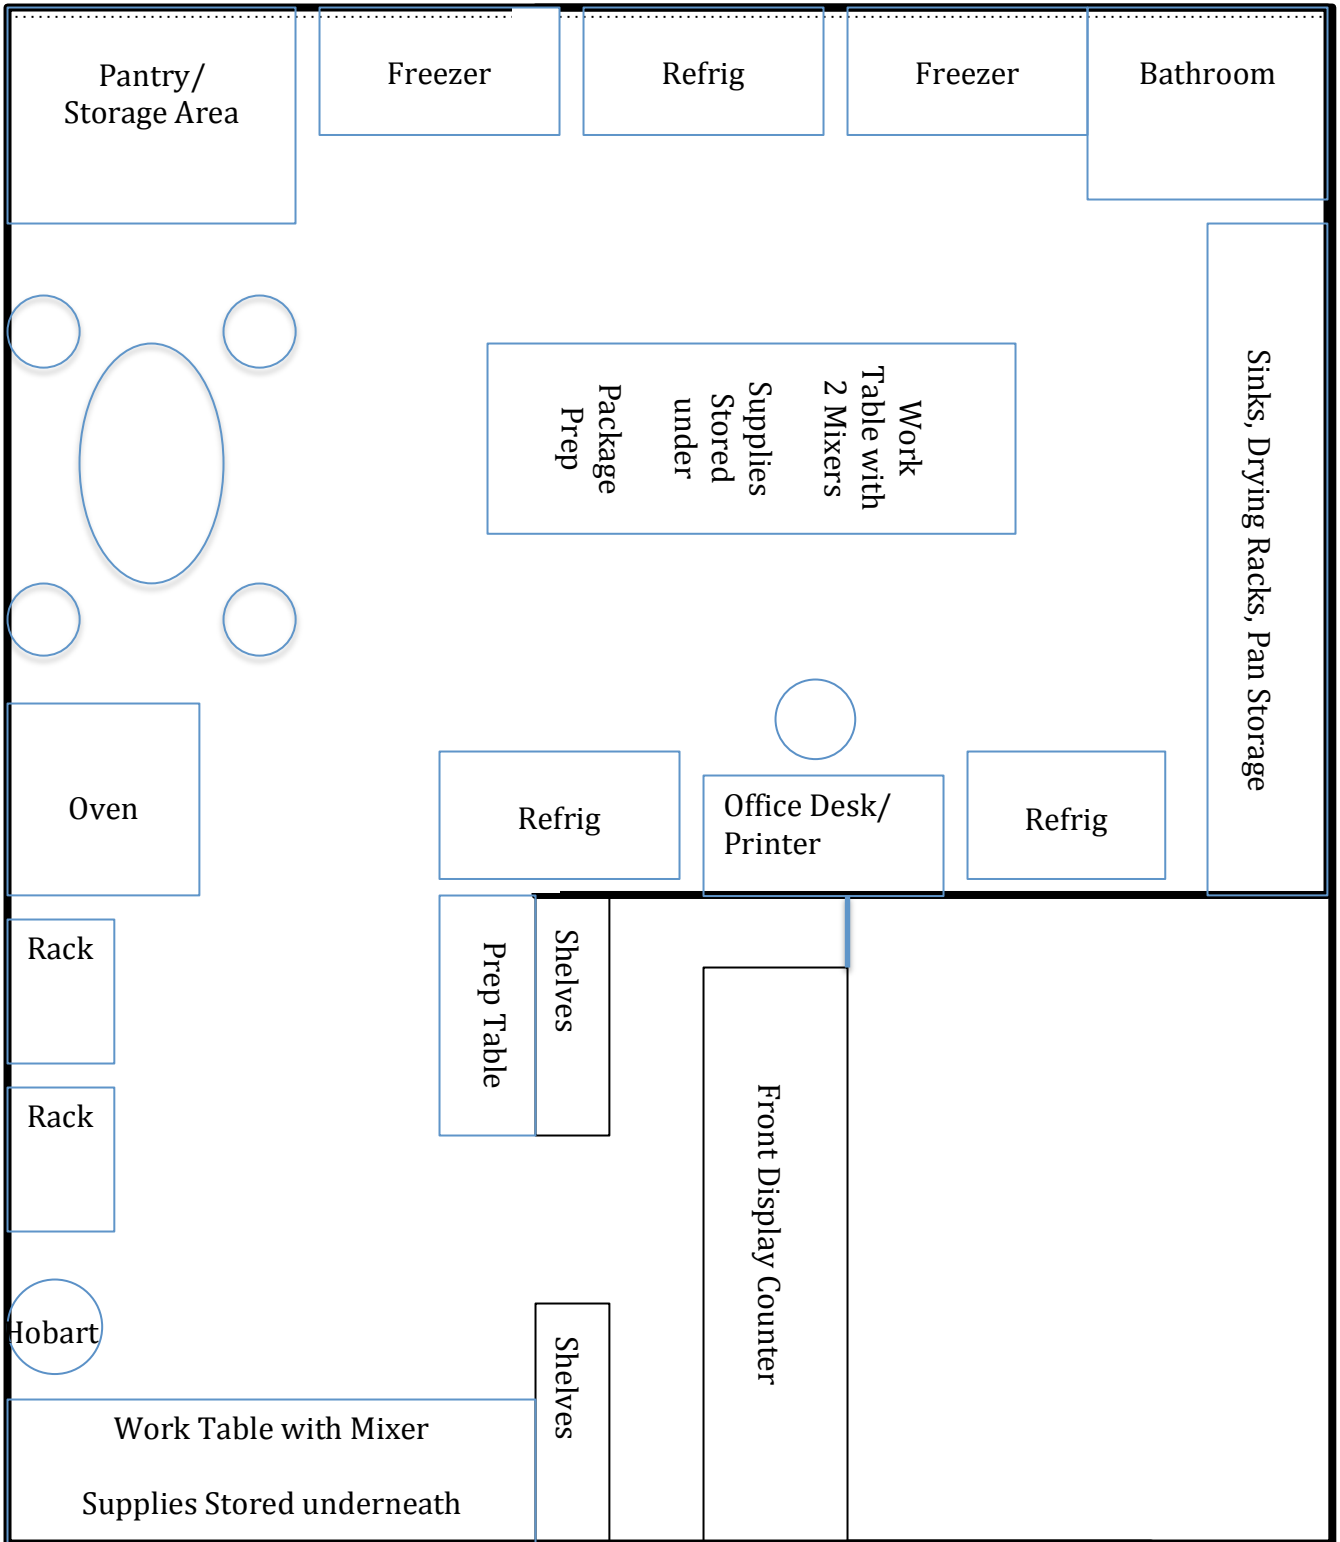 Pantry/
Storage Area
Freezer
Refrig
Freezer
Bathroom
Work
Table with
2 Mixers
Supplies
Stored
under
Package
Prep
Sinks, Drying Racks, Pan Storage
Oven
Refrig
Office Desk/
Printer
Refrig
Rack
Prep Table
Shelves
Rack
Front Display Counter
Hobart
Shelves
Work Table with Mixer
Supplies Stored underneath